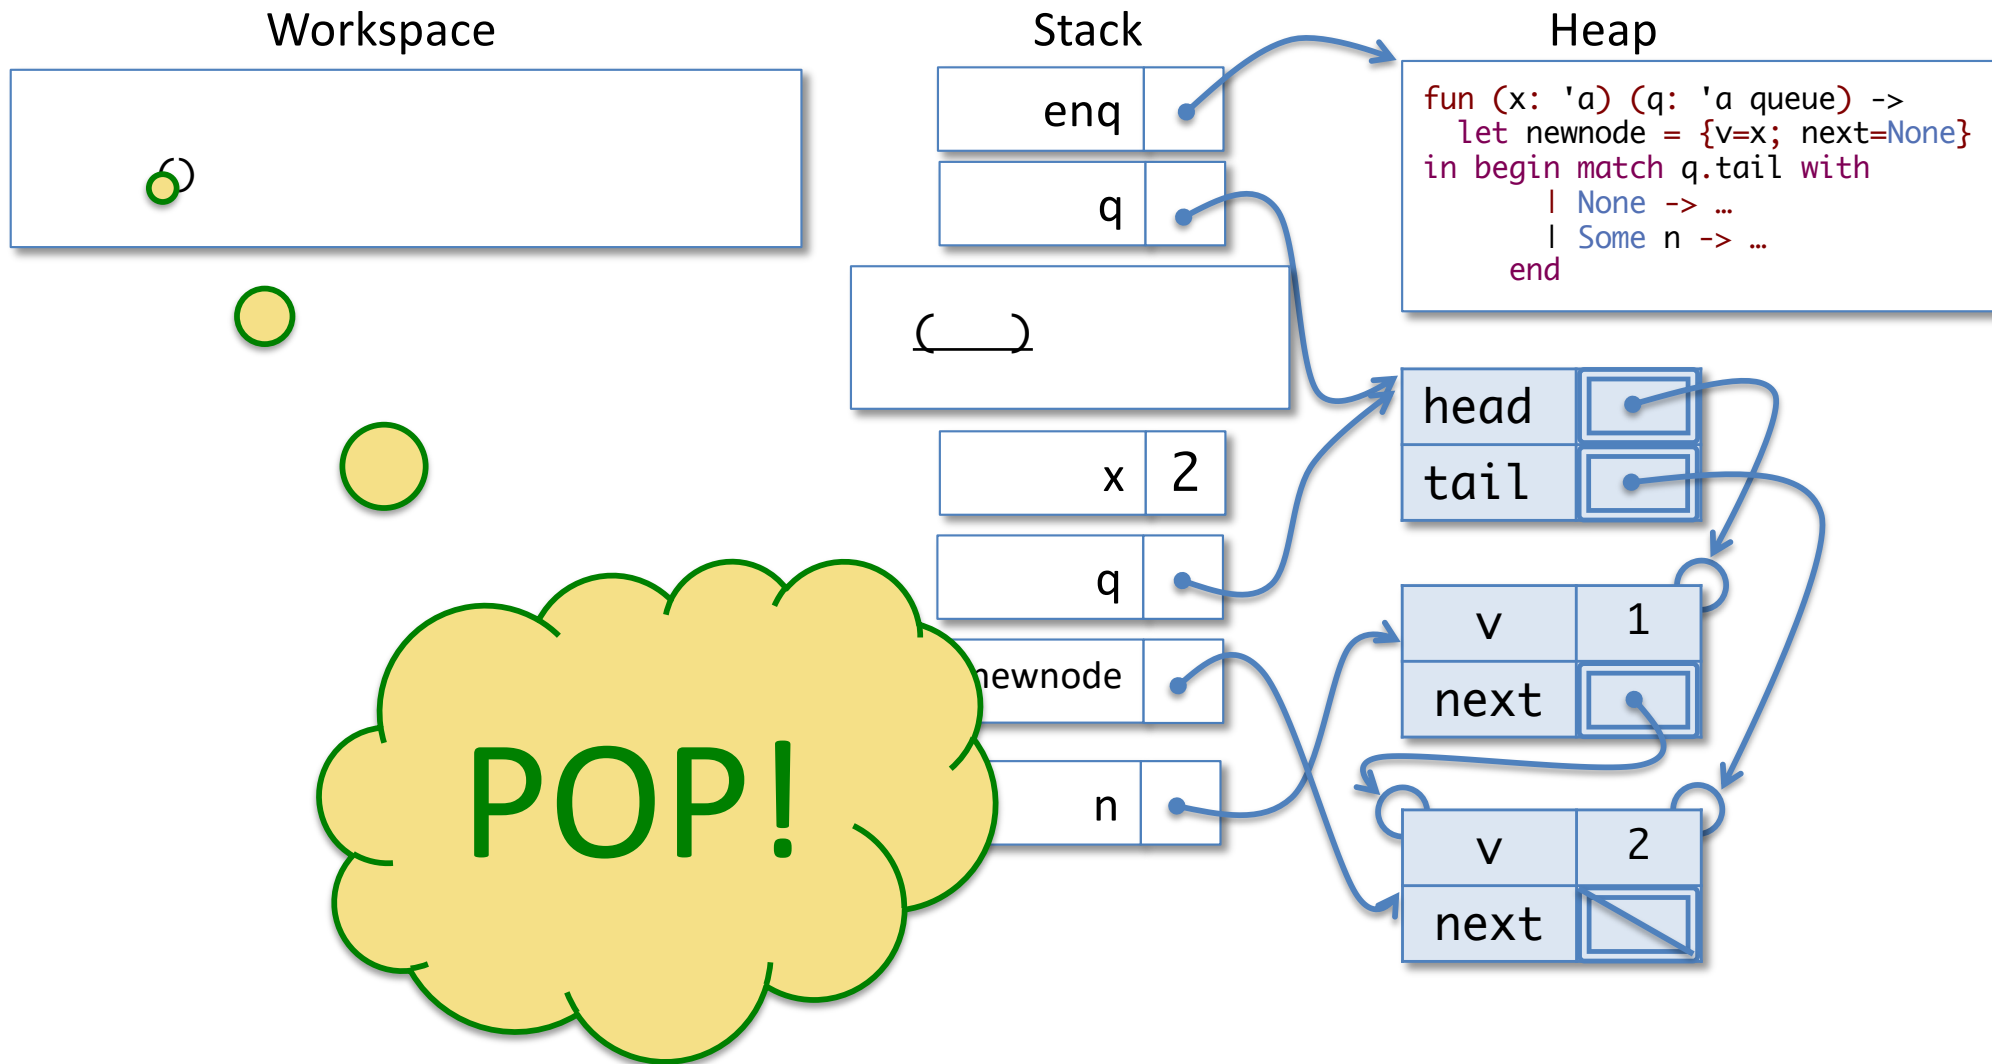 Workspace
Stack
Heap
()
enq
q
fun (x: 'a) (q: 'a queue) ->
let newnode = {v=x; next=None}
in begin match q.tail with
| None -> …
| Some n -> …
end
(    )
x 2
q
newnode
n
head
tail
v 1
next
v 2
next
POP!